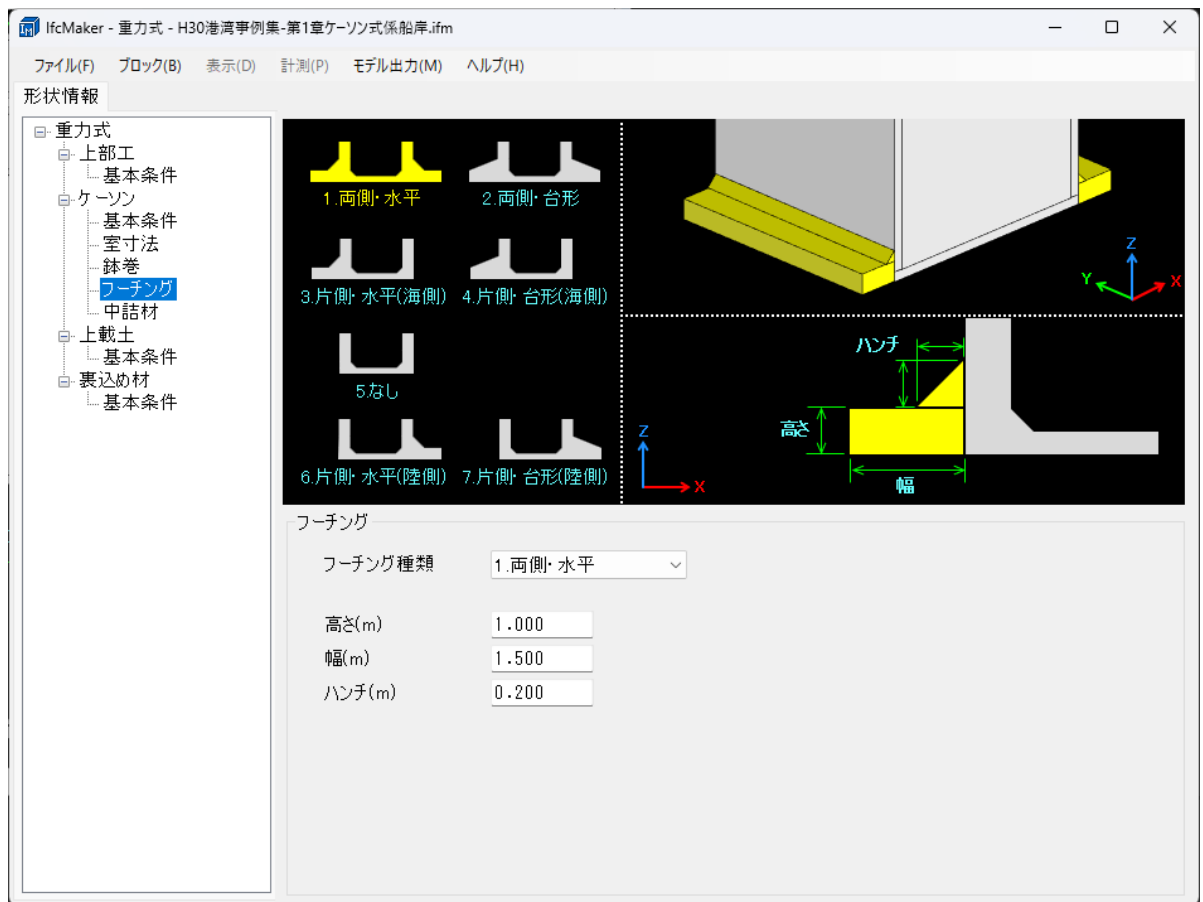 IfcMaker - 重力式 - H30港湾事例集-第1章ケーソン式係船岸.ifm
ファイル(F) ブロック(B) 表示(D) 計測(P) モデル出力(M) ヘルプ(H)
形状情報
重力式
上部工
基本条件
ケーソン
基本条件
室寸法
鉢巻
フーチング
中詰材
上載土
基本条件
裏込め材
基本条件
1.両側・水平 2.両側・台形
3.片側・水平(海側) 4.片側・台形(海側)
5.なし
6.片側・水平(陸側) 7.片側・台形(陸側)
Z
Y X
ハンチ
高さ
幅
Z
X
フーチング
フーチング種類 1.両側・水平
高さ(m) 1.000
幅(m) 1.500
ハンチ(m) 0.200